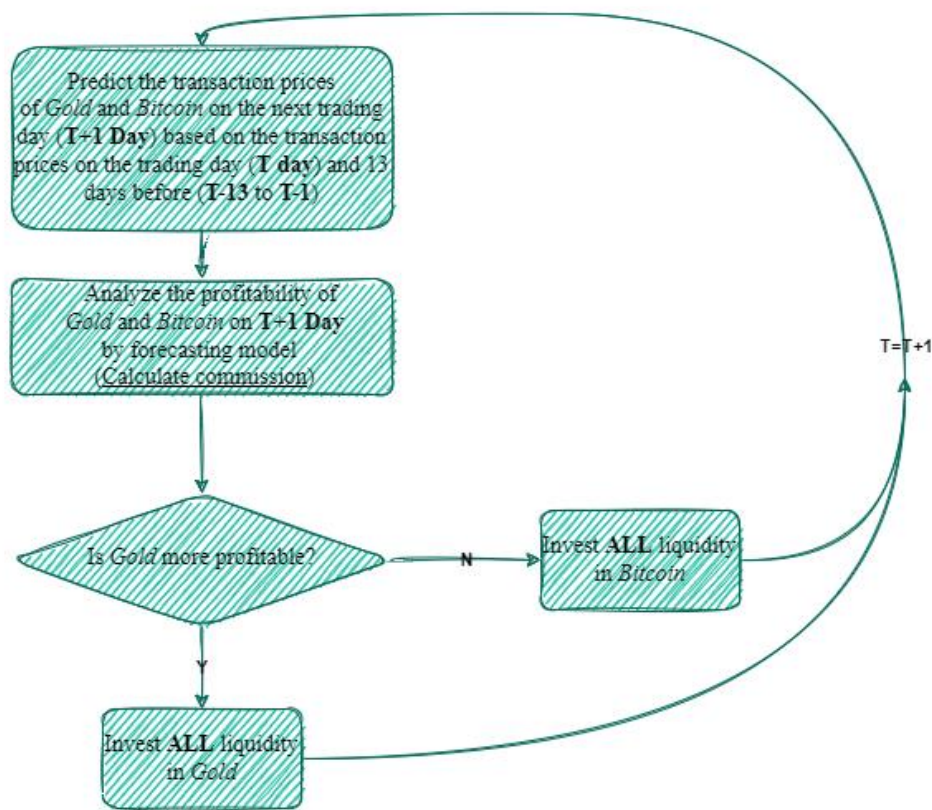 Predict the transaction prices
of Gold and Bitcoin on the next trading
day (T+1 Day) based on the transaction
prices on the trading day (T day) and 13
days before (T-13 to T-1)
Analyze the profitability of
Gold and Bitcoin on T+1 Day
by forecasting model
(Calculate commission)
T=T+1
Is Gold more profitable?
N
Invest ALL liquidity
in Bitcoin
Y
Invest ALL liquidity
in Gold